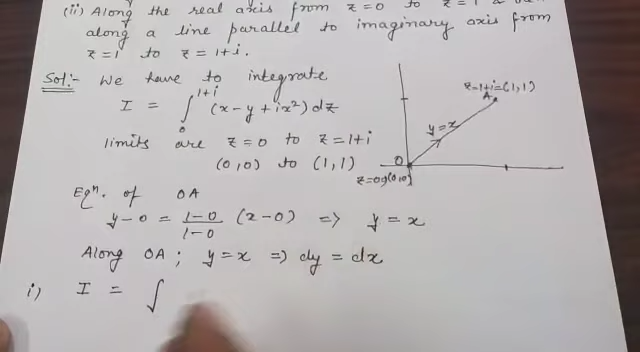 (ii) Along the real axis from z=0 to z=1 &
along a line parallel to imaginary axis from
z=1 to z=1+i.
Sol:- We have to integrate
I = ∫₀^{1+i} (x-y+ix²) dz
limits are z=0 to z=1+i
(0,0) to (1,1)
z=1+i=(1,1)
A
y=x
O
z=0
Eqn. of OA
y-0 = (1-0)/(1-0) (x-0) => y=x
Along OA; y=x => dy=dx
i) I = ∫